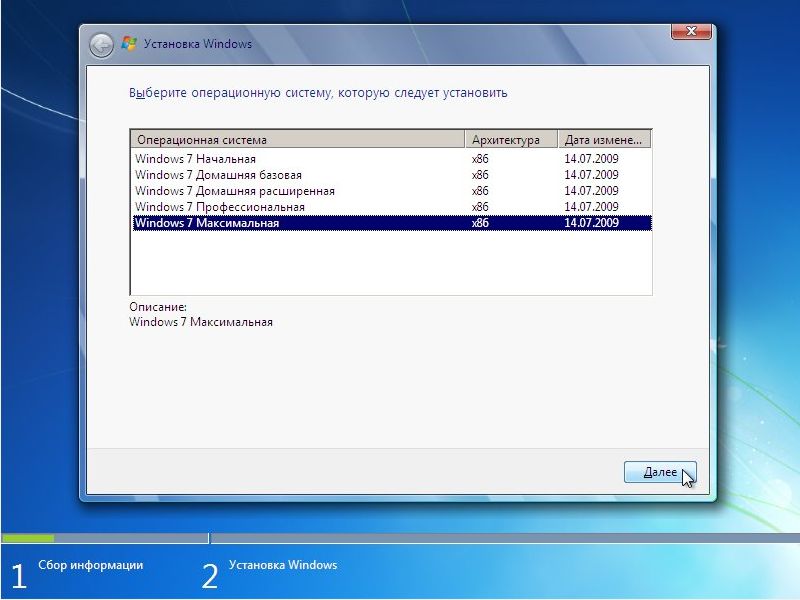 Установка Windows
Выберите операционную систему, которую следует установить
Операционная система Архитектура Дата измене...
Windows 7 Начальная x86 14.07.2009
Windows 7 Домашняя базовая x86 14.07.2009
Windows 7 Домашняя расширенная x86 14.07.2009
Windows 7 Профессиональная x86 14.07.2009
Windows 7 Максимальная x86 14.07.2009
Описание:
Windows 7 Максимальная
Далее
1 Сбор информации 2 Установка Windows